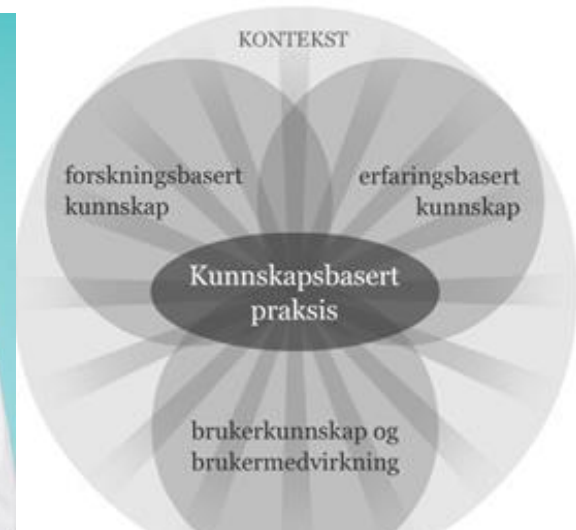 KONTEKST
forskningsbasert
kunnskap
erfaringsbasert
kunnskap
Kunnskapsbasert
praksis
brukerkunnskap og
brukermedvirkning